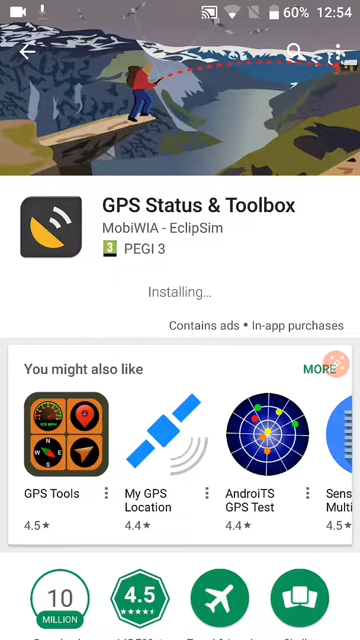 60% 12:54
GPS Status & Toolbox
MobiWIA - EclipSim
3 PEGI 3
Installing...
Contains ads • In-app purchases
You might also like
MORE
GPS Tools
4.5★
My GPS
Location
4.4★
AndroiTS
GPS Test
4.4★
Sens
Multi
4.5★
10
MILLION
4.5